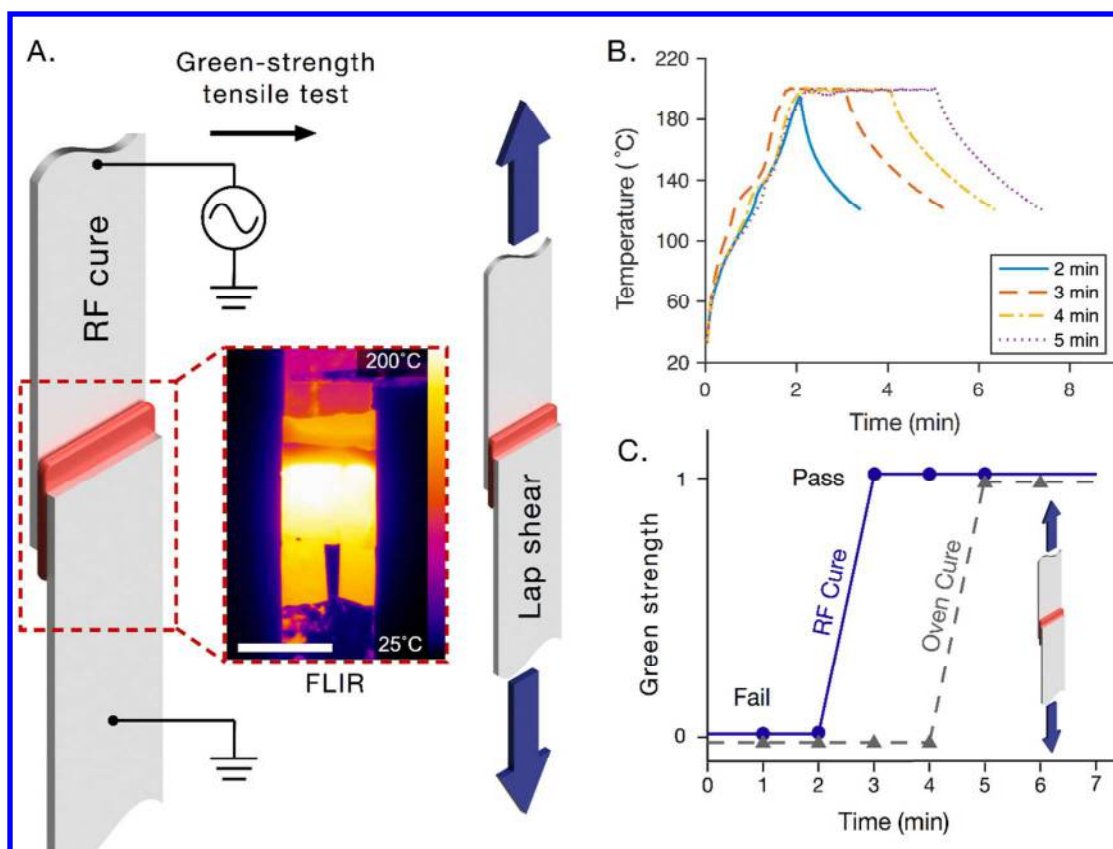 A.
Green-strength
tensile test
RF cure
200°C
25°C
FLIR
Lap shear
B.
Temperature ( °C)
220
180
140
100
60
20
0
2
4
6
8
Time (min)
2 min
3 min
4 min
5 min
C.
Green strength
1
0
Pass
Fail
RF Cure
Oven Cure
0
1
2
3
4
5
6
7
Time (min)